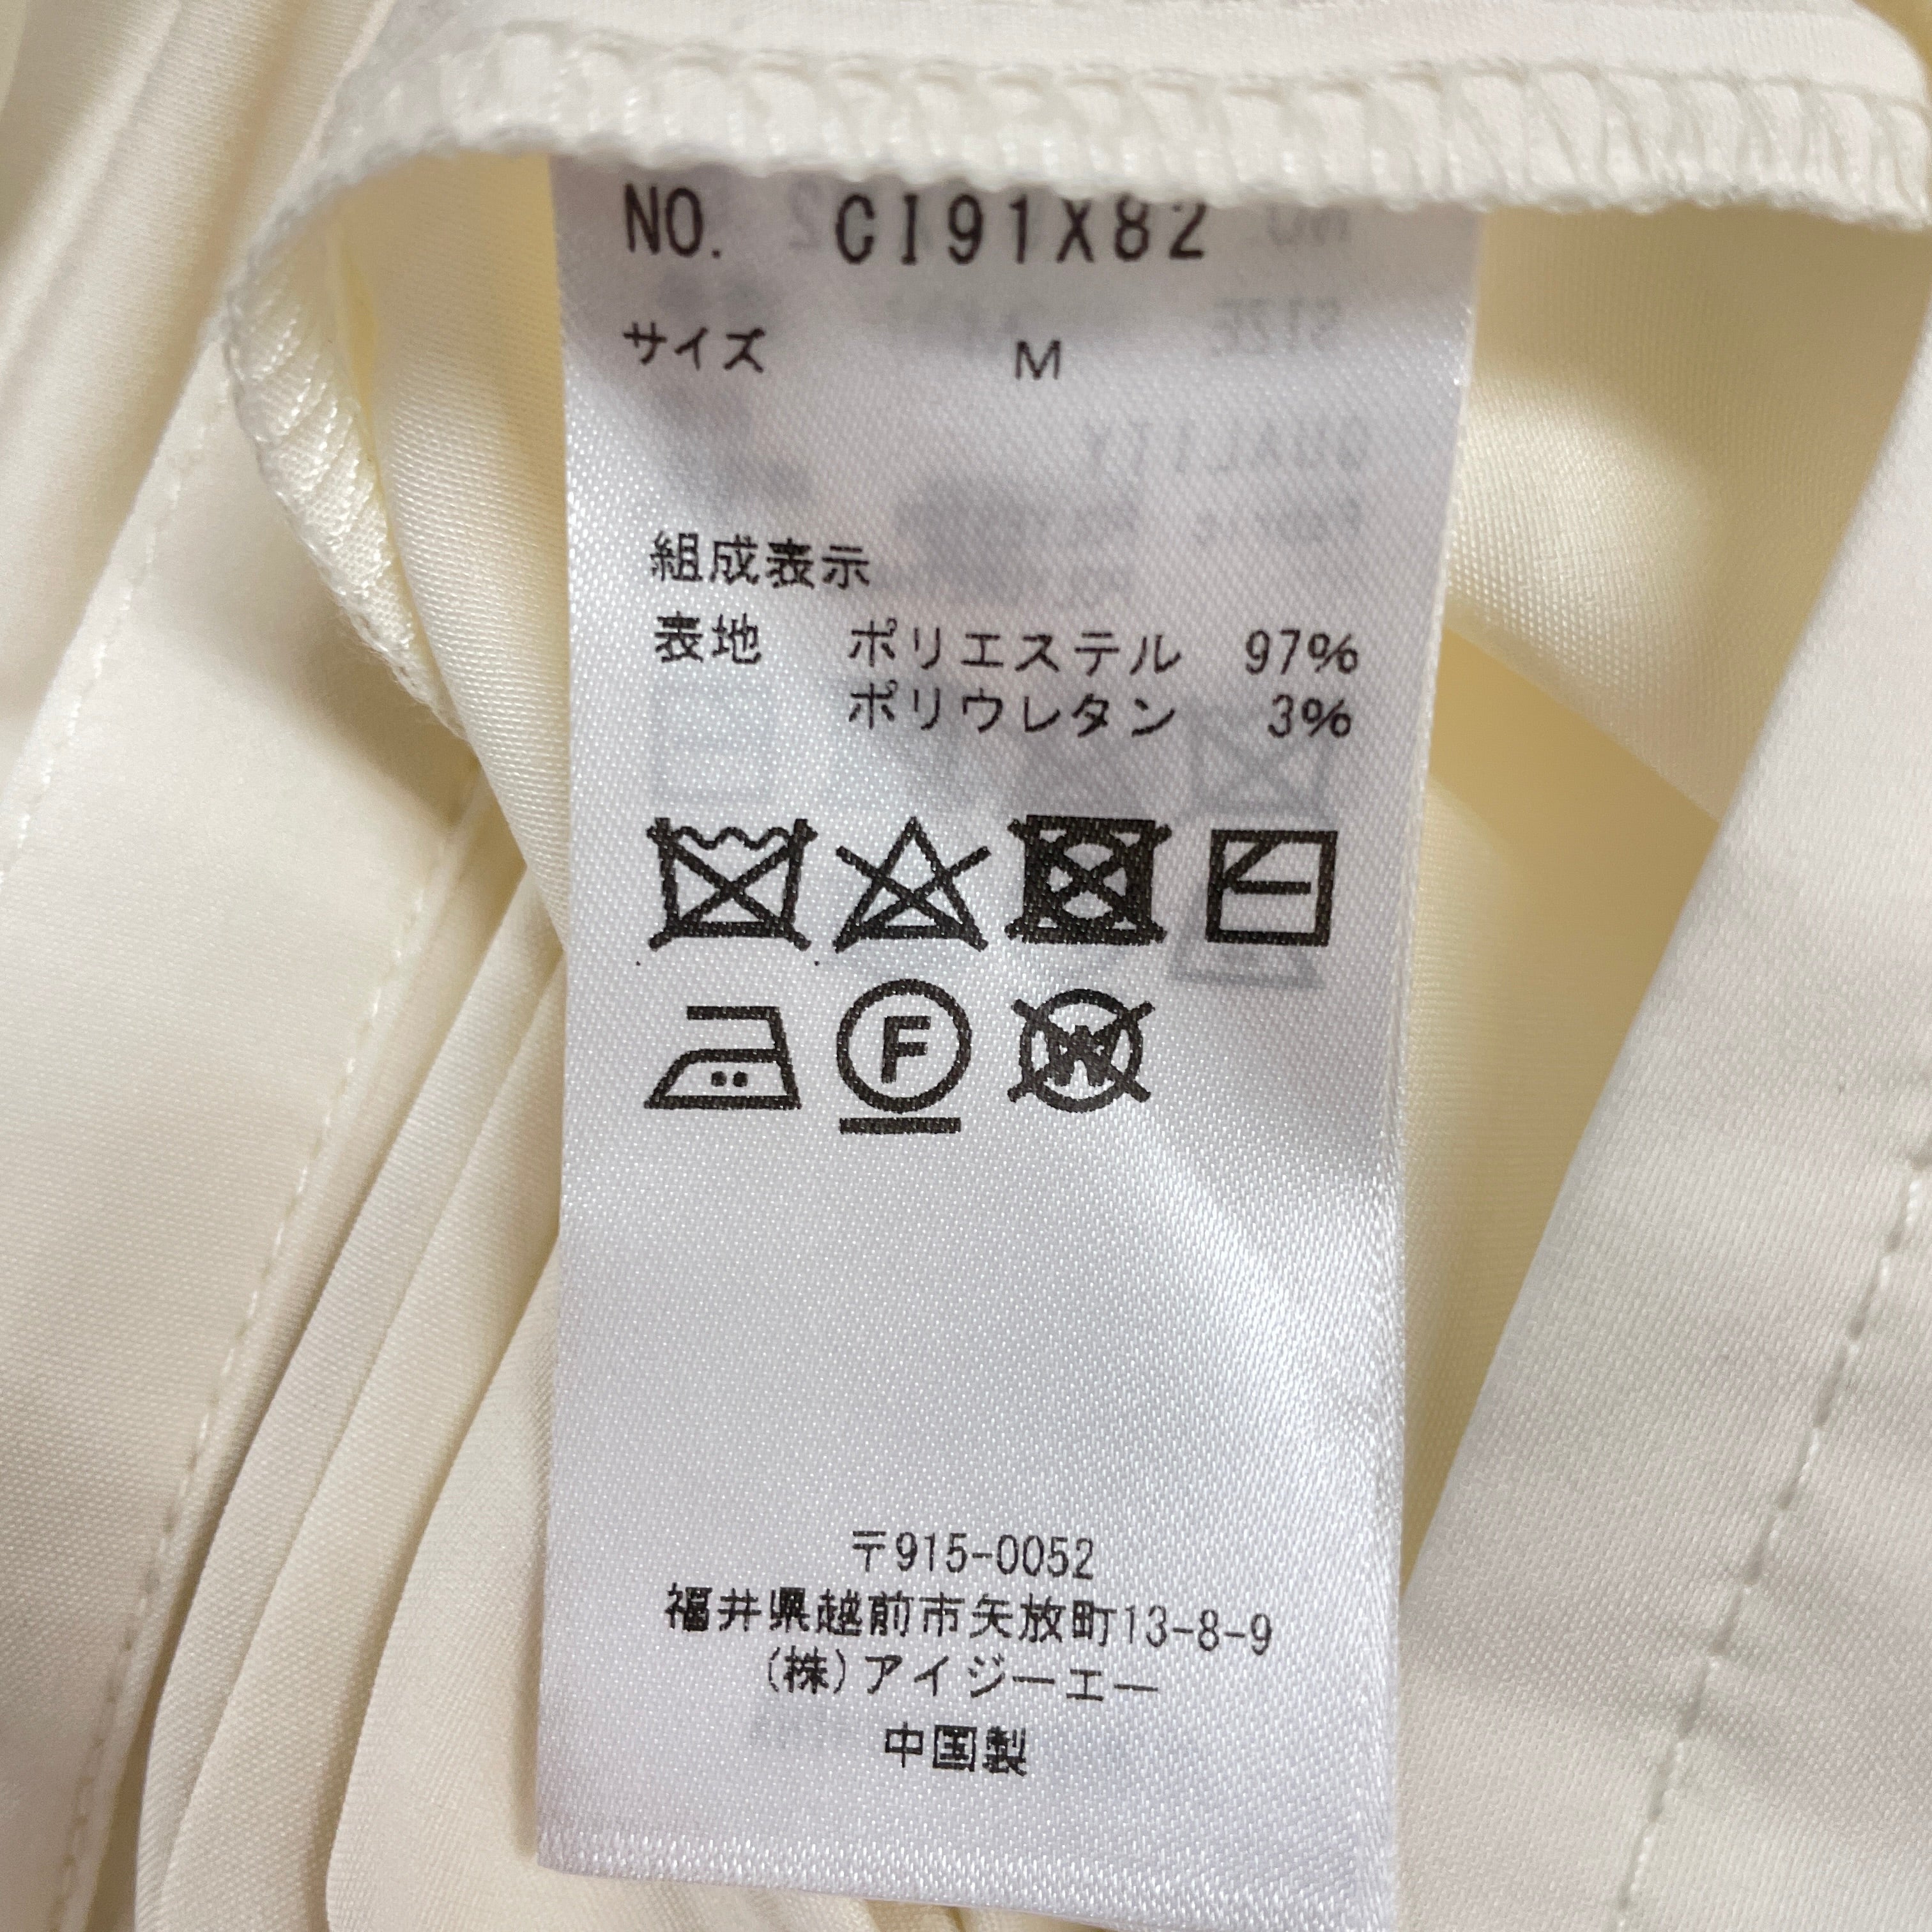 NO. CI91X82
サイズ M
組成表示
表地 ポリエステル 97%
ポリウレタン 3%
F
W
〒915-0052
福井県越前市矢放町13-8-9
(株)アイジーエー
中国製